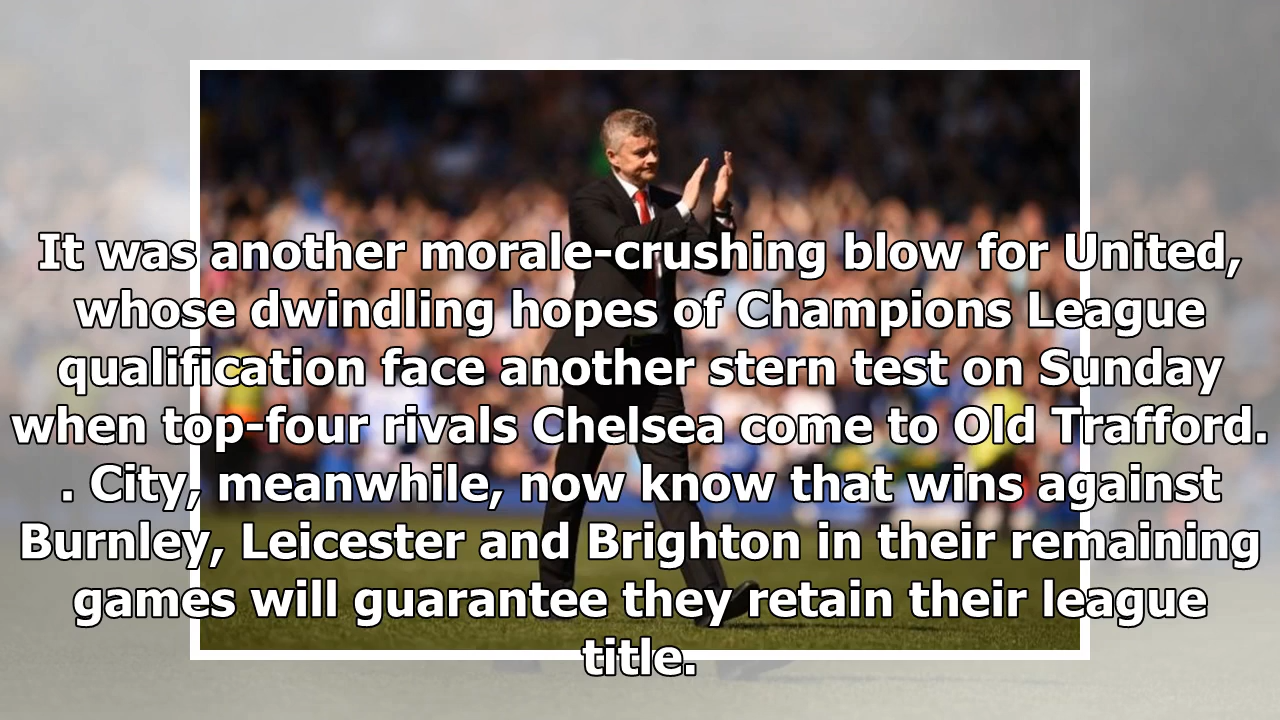 It was another morale-crushing blow for United,
whose dwindling hopes of Champions League
qualification face another stern test on Sunday
when top-four rivals Chelsea come to Old Trafford.
. City, meanwhile, now know that wins against
Burnley, Leicester and Brighton in their remaining
games will guarantee they retain their league
title.